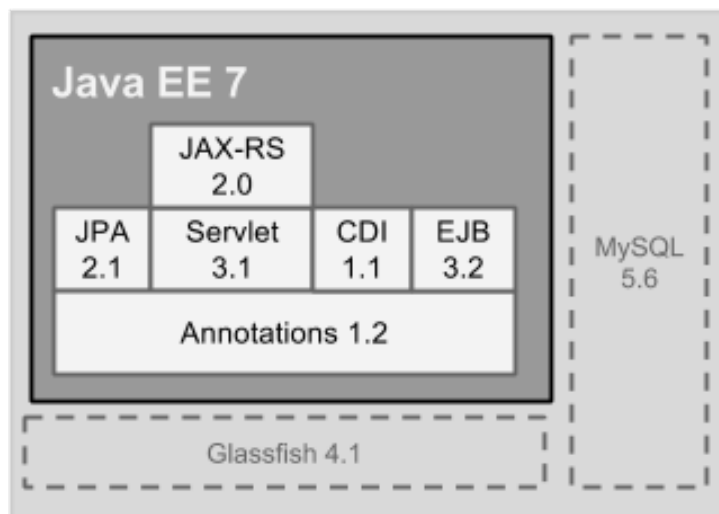 Java EE 7
JAX-RS
2.0
JPA
2.1
Servlet
3.1
CDI
1.1
EJB
3.2
Annotations 1.2
MySQL
5.6
Glassfish 4.1